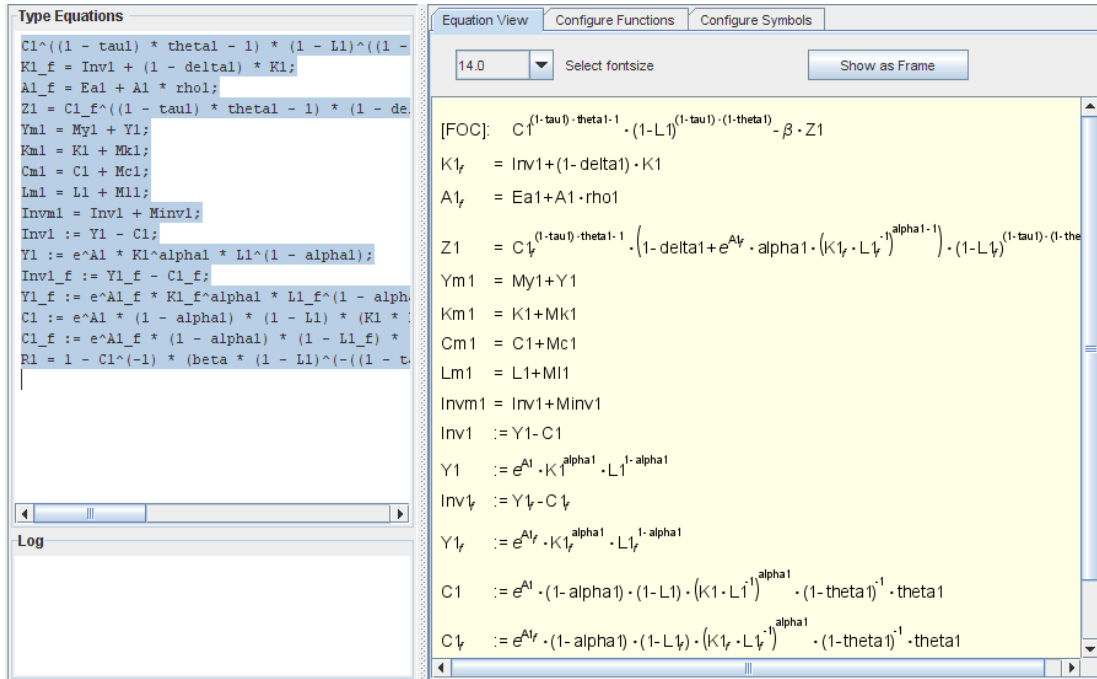 Type Equations
C1^((1 - tau1) * theta1 - 1) * (1 - L1)^((1 -
K1_f = Inv1 + (1 - delta1) * K1;
A1_f = Ea1 + A1 * rho1;
Z1 = C1_f^((1 - tau1) * theta1 - 1) * (1 - de
Ym1 = My1 + Y1;
Km1 = K1 + Mk1;
Cm1 = C1 + Mc1;
Lm1 = L1 + Ml1;
Invm1 = Inv1 + Minv1;
Inv1 := Y1 - C1;
Y1 := e^A1 * K1^alpha1 * L1^(1 - alpha1);
Inv1_f := Y1_f - C1_f;
Y1_f := e^A1_f * K1_f^alpha1 * L1_f^(1 - alph
C1 := e^A1 * (1 - alpha1) * (1 - L1) * (K1 *
C1_f := e^A1_f * (1 - alpha1) * (1 - L1_f) *
R1 = 1 - C1^(-1) * (beta * (1 - L1)^(-((1 - t
Log
Equation View Configure Functions Configure Symbols
14.0 Select fontsize Show as Frame
[FOC]: C1^(1-tau1)·theta1-1 · (1-L1)^(1-tau1)·(1-theta1) - β · Z1
K1_f = Inv1+(1- delta1) · K1
A1_f = Ea1+A1 · rho1
Z1 = C1_f^(1-tau1)·theta1-1 · (1- delta1+e^A1_f · alpha1 · (K1_f · L1_f^-1)^alpha1-1) · (1-L1_f)^(1-tau1)·(1-the
Ym1 = My1+Y1
Km1 = K1+Mk1
Cm1 = C1+Mc1
Lm1 = L1+Ml1
Invm1 = Inv1+Minv1
Inv1 := Y1-C1
Y1 := e^A1 · K1^alpha1 · L1^1-alpha1
Inv1_f := Y1_f-C1_f
Y1_f := e^A1_f · K1_f^alpha1 · L1_f^1-alpha1
C1 := e^A1 · (1- alpha1) · (1-L1) · (K1 · L1^-1)^alpha1 · (1-theta1)^-1 · theta1
C1_f := e^A1_f · (1- alpha1) · (1-L1_f) · (K1_f · L1_f^-1)^alpha1 · (1-theta1)^-1 · theta1